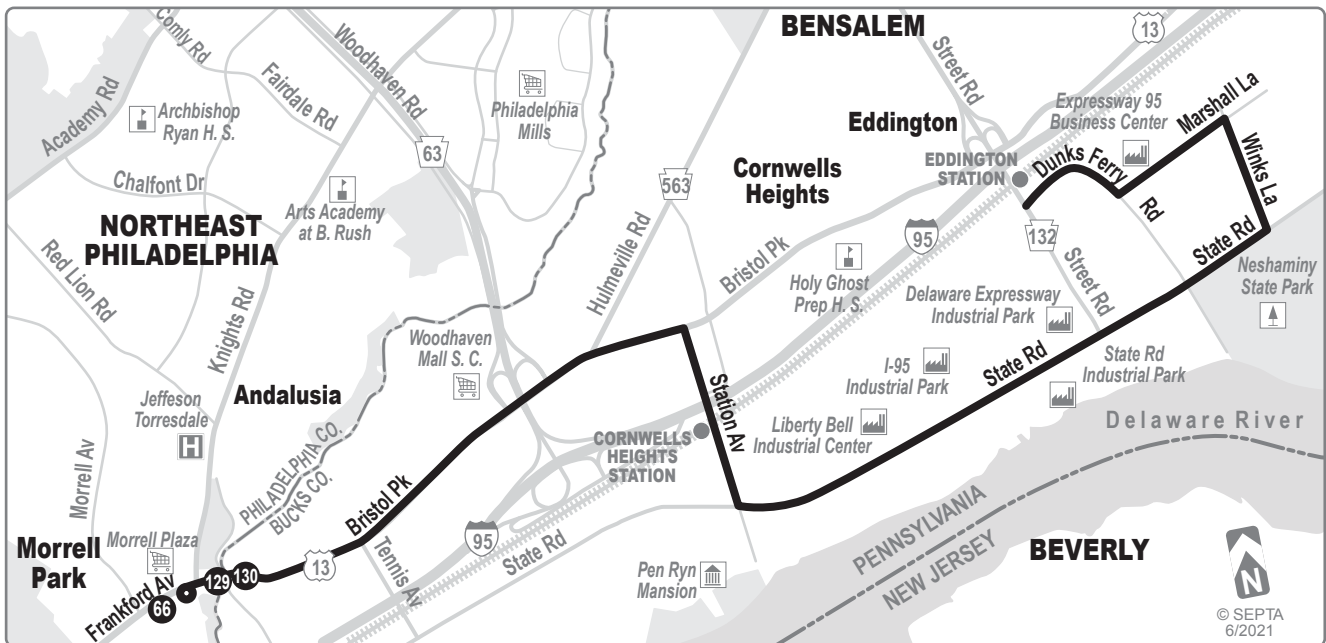 BENSALEM
13
Comly Rd
Woodhaven Rd
Street Rd
Academy Rd
Fairdale Rd
Archbishop
Ryan H. S.
Philadelphia
Mills
Expressway 95
Business Center
Marshall La
Eddington
63
EDDINGTON
STATION
Dunks Ferry
Rd
Winks La
Chalfont Dr
563
Cornwells
Heights
NORTHEAST
PHILADELPHIA
Arts Academy
at B. Rush
Red Lion Rd
Knights Rd
Hulmeville Rd
Bristol Pk
95
132
Street Rd
State Rd
Holy Ghost
Prep H. S.
Delaware Expressway
Industrial Park
Neshaminy
State Park
Woodhaven
Mall S. C.
State Rd
State Rd
Industrial Park
I-95
Industrial Park
Jeffeson
Torresdale
H
Andalusia
Station Av
Liberty Bell
Industrial Center
Delaware River
CORNWELLS
HEIGHTS
STATION
PHILADELPHIA CO.
BUCKS CO.
Morrell Av
Bristol Pk
95
State Rd
PENNSYLVANIA
NEW JERSEY
BEVERLY
Morrell
Park
Morrell Plaza
Frankford Av
66
129
130
13
Tennis Av
Pen Ryn
Mansion
N
© SEPTA
6/2021